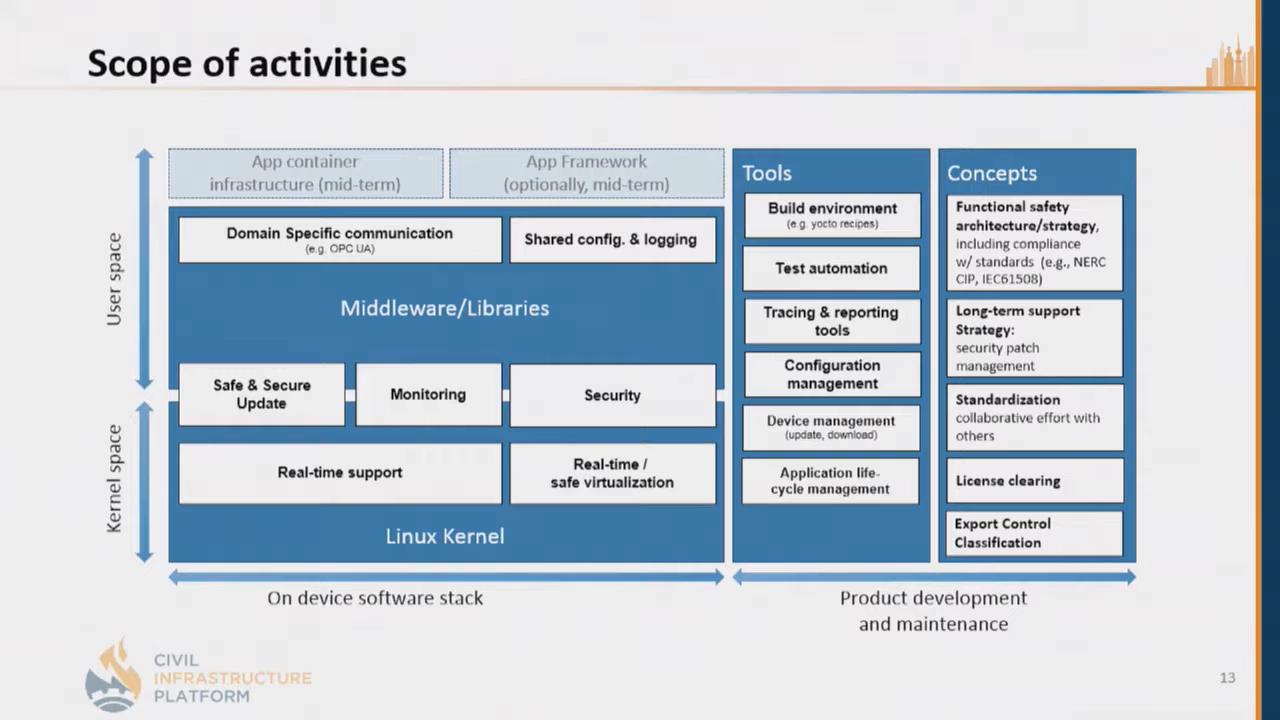 Scope of activities
App container
infrastructure (mid-term)
App Framework
(optionally, mid-term)
Domain Specific communication
(e.g. OPC UA)
Shared config. & logging
Middleware/Libraries
Safe & Secure
Update
Monitoring
Security
Real-time support
Real-time /
safe virtualization
Linux Kernel
User space
Kernel space
On device software stack
Tools
Build environment
(e.g. yocto recipes)
Test automation
Tracing & reporting
tools
Configuration
management
Device management
(update, download)
Application life-
cycle management
Concepts
Functional safety
architecture/strategy,
including compliance
w/ standards (e.g., NERC
CIP, IEC61508)
Long-term support
Strategy:
security patch
management
Standardization
collaborative effort with
others
License clearing
Export Control
Classification
Product development
and maintenance
CIVIL
INFRASTRUCTURE
PLATFORM
13